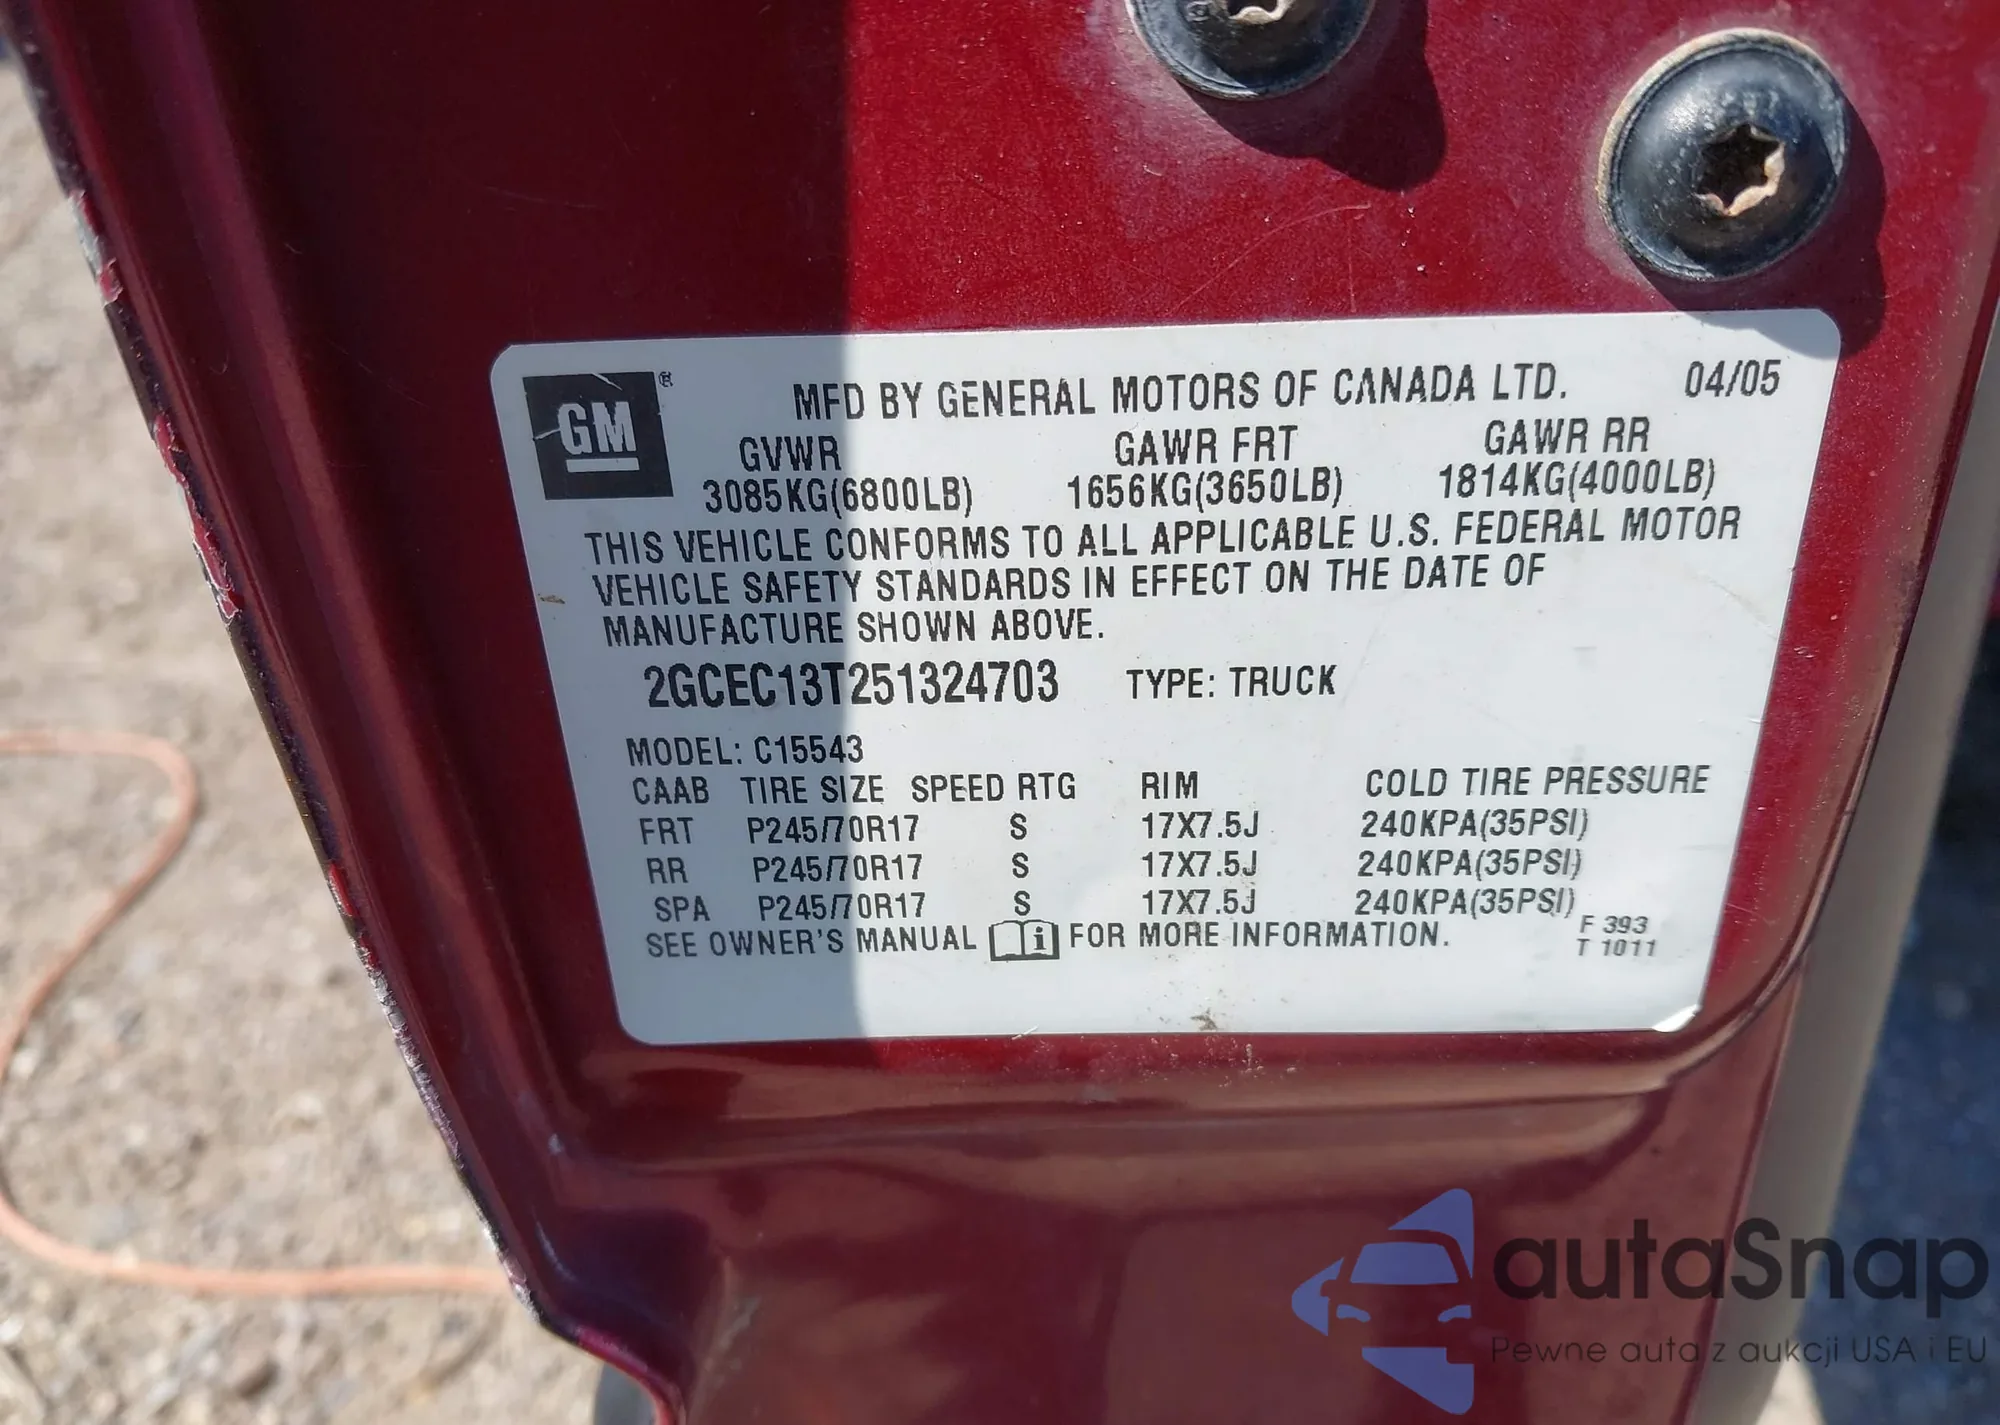 GM ®
MFD BY GENERAL MOTORS OF CANADA LTD. 04/05
GVWR GAWR FRT GAWR RR
3085KG(6800LB) 1656KG(3650LB) 1814KG(4000LB)
THIS VEHICLE CONFORMS TO ALL APPLICABLE U.S. FEDERAL MOTOR
VEHICLE SAFETY STANDARDS IN EFFECT ON THE DATE OF
MANUFACTURE SHOWN ABOVE.
2GCEC13T251324703 TYPE: TRUCK
MODEL: C15543
CAAB TIRE SIZE SPEED RTG RIM COLD TIRE PRESSURE
FRT P245/70R17 S 17X7.5J 240KPA(35PSI)
RR P245/70R17 S 17X7.5J 240KPA(35PSI)
SPA P245/70R17 S 17X7.5J 240KPA(35PSI)
SEE OWNER'S MANUAL i FOR MORE INFORMATION. F 393
T 1011
autaSnap
Pewne auta z aukcji USA i EU